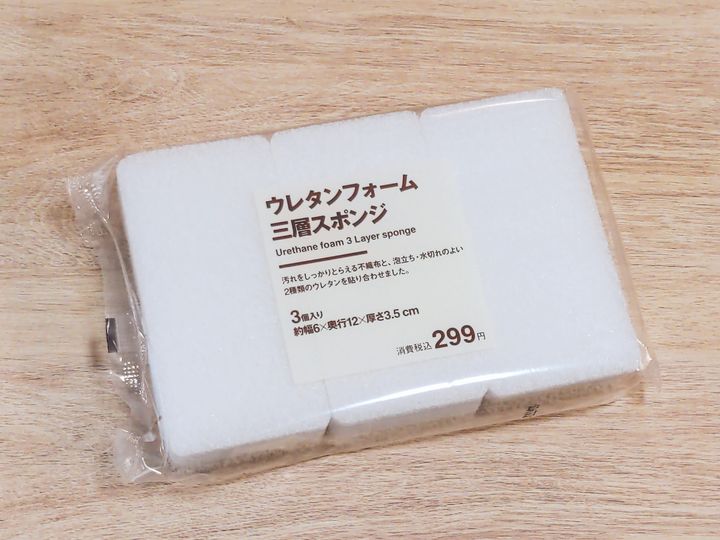 ウレタンフォーム
三層スポンジ
Urethane foam 3 Layer sponge
汚れをしっかりとらえる不織布と、泡立ち・水切れのよい
2種類のウレタンを貼り合わせました。
3個入り
約幅6×奥行12×厚さ3.5cm
消費税込299円